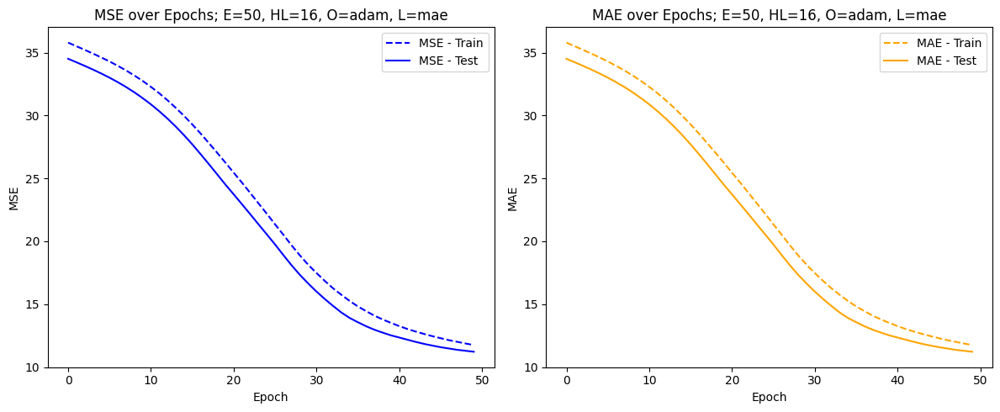 MSE over Epochs; E=50, HL=16, O=adam, L=mae
MSE - Train
MSE - Test
35
30
25
20
15
10
MSE
0 10 20 30 40 50
Epoch
MAE over Epochs; E=50, HL=16, O=adam, L=mae
MAE - Train
MAE - Test
35
30
25
20
15
10
MAE
0 10 20 30 40 50
Epoch